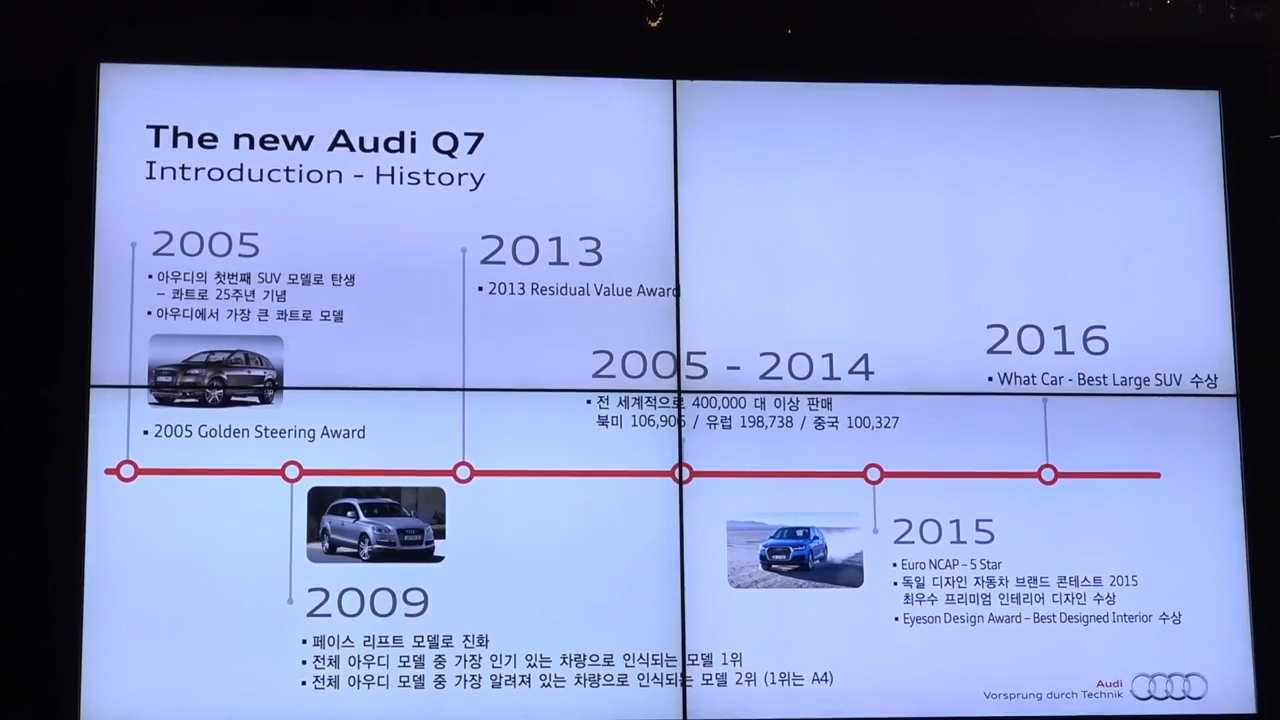 The new Audi Q7
Introduction - History
2005
▪ 아우디의 첫번째 SUV 모델로 탄생
– 콰트로 25주년 기념
▪ 아우디에서 가장 큰 콰트로 모델
▪ 2005 Golden Steering Award
2009
▪ 페이스 리프트 모델로 진화
▪ 전체 아우디 모델 중 가장 인기 있는 차량으로 인식되는 모델 1위
▪ 전체 아우디 모델 중 가장 알려져 있는 차량으로 인식되는 모델 2위 (1위는 A4)
2013
▪ 2013 Residual Value Award
2005 - 2014
▪ 전 세계적으로 400,000 대 이상 판매
북미 106,906 / 유럽 198,738 / 중국 100,327
2015
▪ Euro NCAP – 5 Star
▪ 독일 디자인 자동차 브랜드 콘테스트 2015
최우수 프리미엄 인테리어 디자인 수상
▪ Eyeson Design Award – Best Designed Interior 수상
2016
▪ What Car - Best Large SUV 수상
Audi
Vorsprung durch Technik